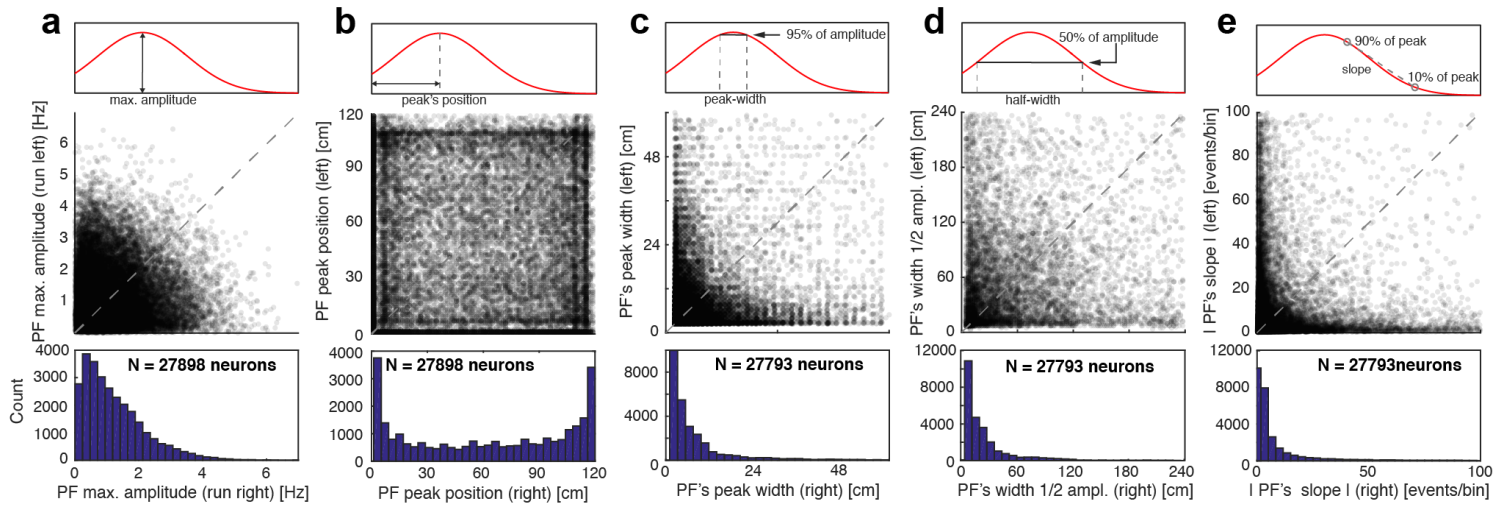 a
max. amplitude
PF max. amplitude (run left) [Hz]
6
5
4
3
2
1
4000
3000
2000
1000
0
Count
N = 27898 neurons
0 2 4 6
PF max. amplitude (run right) [Hz]
b
peak's position
PF peak position (left) [cm]
120
90
60
30
0
4000
3000
2000
1000
0
N = 27898 neurons
0 30 60 90 120
PF peak position (right) [cm]
c
95% of amplitude
peak-width
PF's peak width (left) [cm]
48
24
0
8000
4000
0
N = 27793 neurons
24 48
PF's peak width (right) [cm]
d
50% of amplitude
half-width
PF's width 1/2 ampl. (left) [cm]
240
180
120
60
0
12000
8000
4000
0
N = 27793 neurons
0 60 120 180 240
PF's width 1/2 ampl. (right) [cm]
e
90% of peak
slope
10% of peak
I PF's slope I (left) [events/bin]
100
80
60
40
20
0
12000
8000
4000
0
N = 27793neurons
0 50 100
I PF's slope I (right) [events/bin]